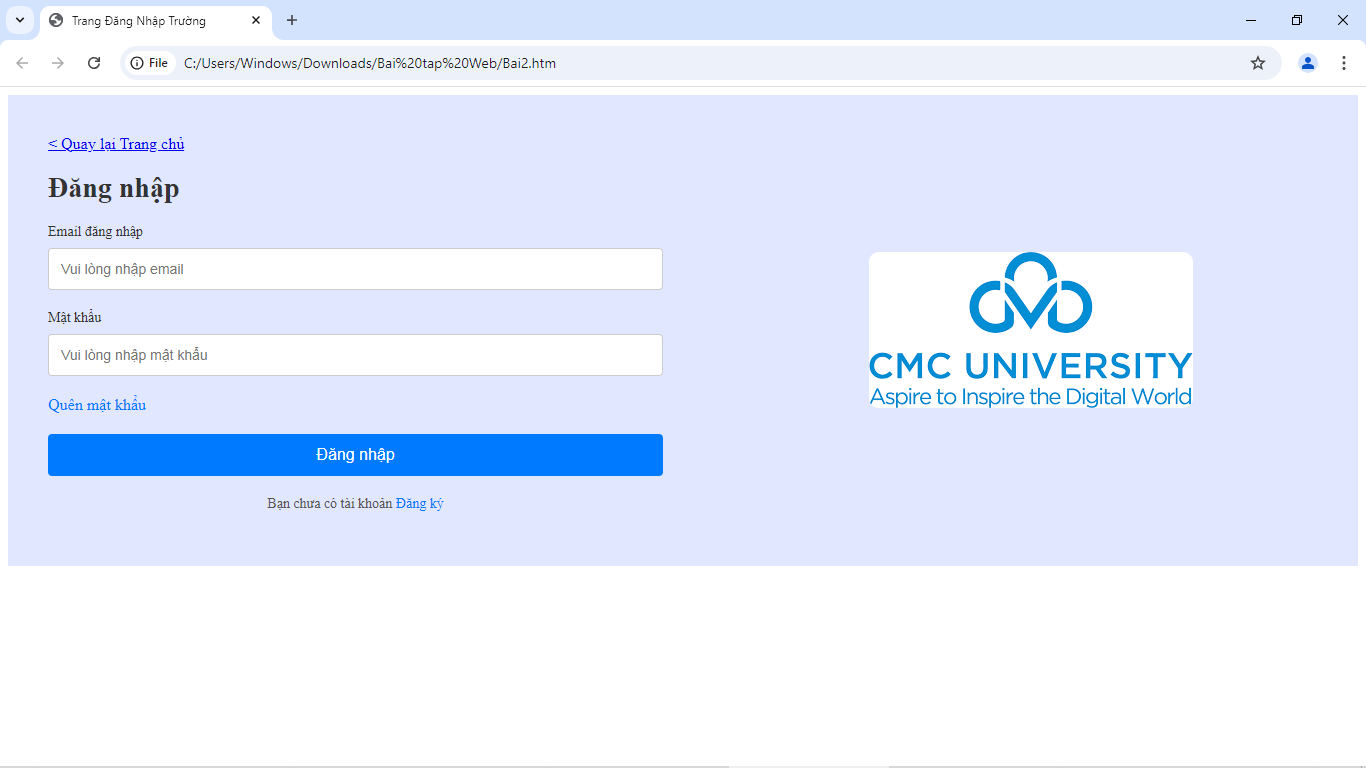 Trang Đăng Nhập Trường
File C:/Users/Windows/Downloads/Bai%20tap%20Web/Bai2.htm
< Quay lại Trang chủ
Đăng nhập
Email đăng nhập
Vui lòng nhập email
Mật khẩu
Vui lòng nhập mật khẩu
Quên mật khẩu
Đăng nhập
Bạn chưa có tài khoản Đăng ký
CMC UNIVERSITY
Aspire to Inspire the Digital World